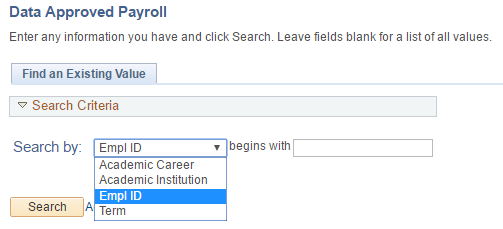 Data Approved Payroll
Enter any information you have and click Search. Leave fields blank for a list of all values.
Find an Existing Value
Search Criteria
Search by: Empl ID begins with
Academic Career
Academic Institution
Empl ID
Term
Search A